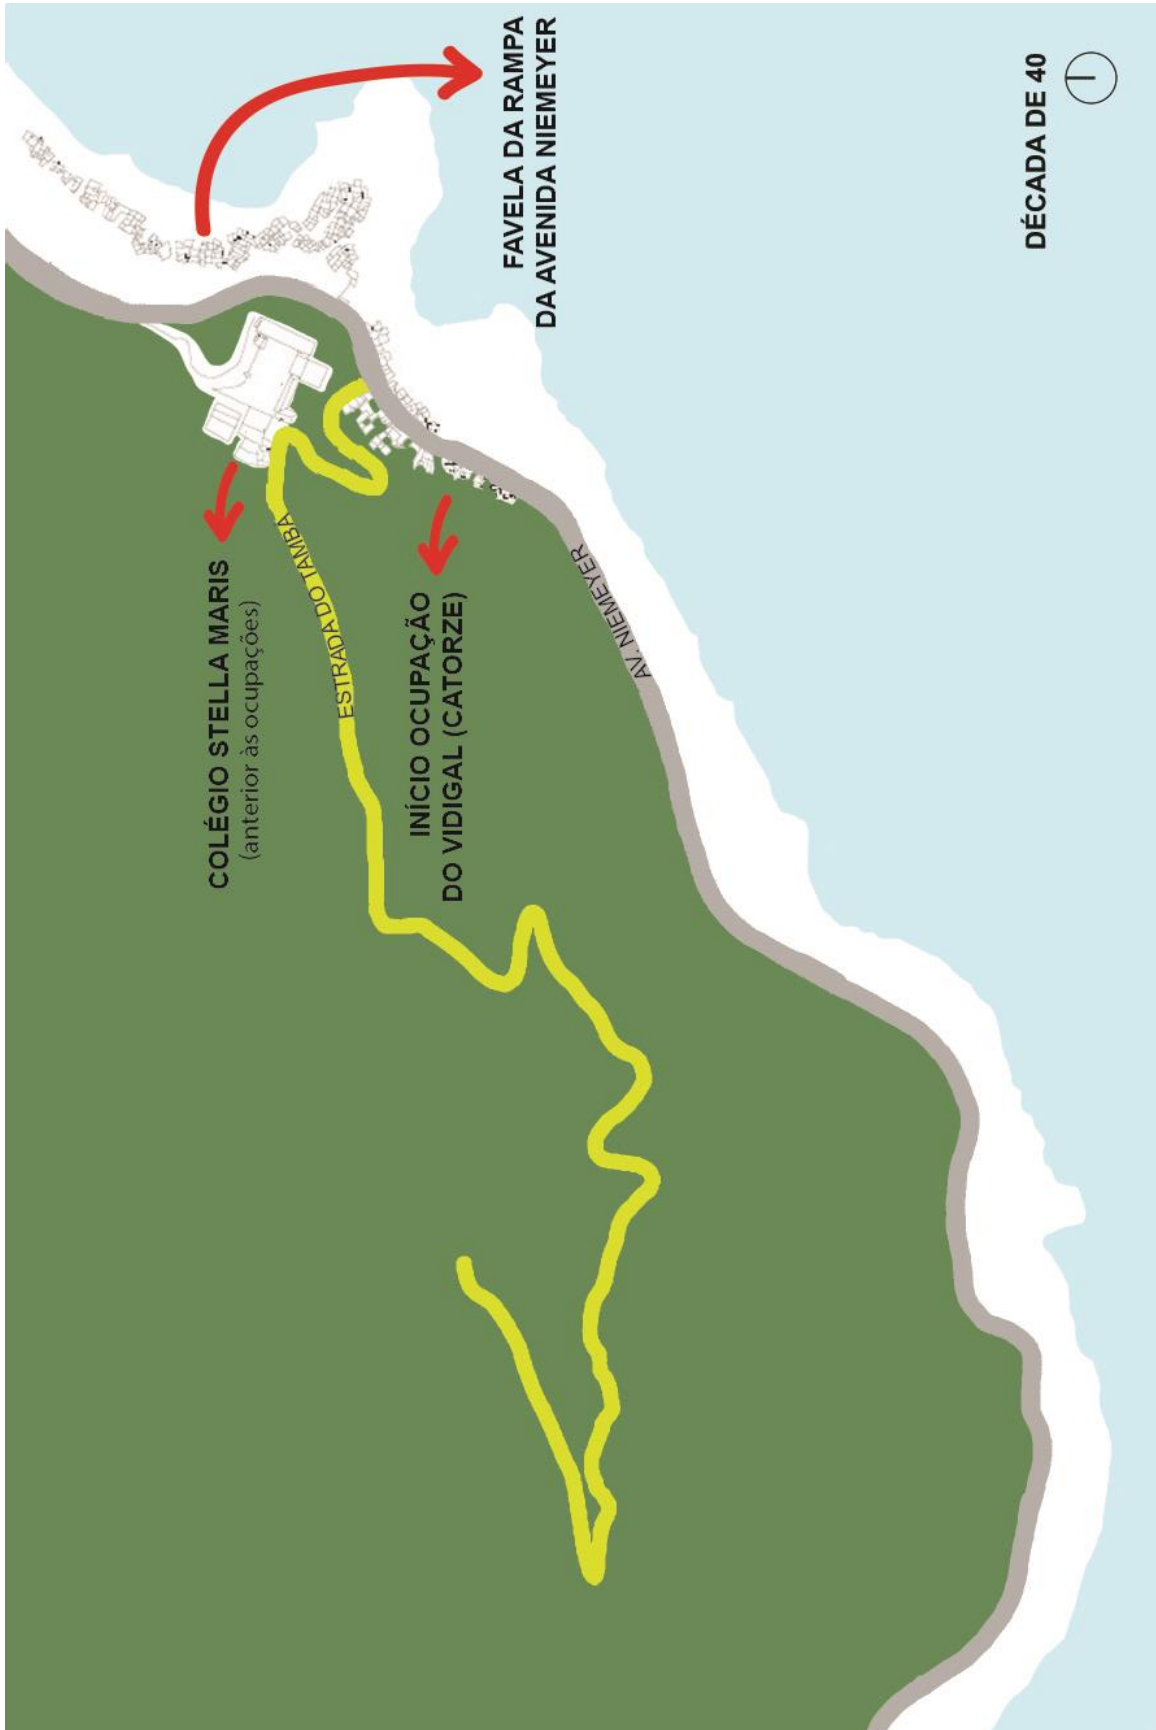 COLÉGIO STELLA MARIS
(anterior às ocupações)
ESTRADA DO TAMBÁ
INÍCIO OCUPAÇÃO
DO VIDIGAL (CATORZE)
AV. NIEMEYER
FAVELA DA RAMPA
DA AVENIDA NIEMEYER
DÉCADA DE 40